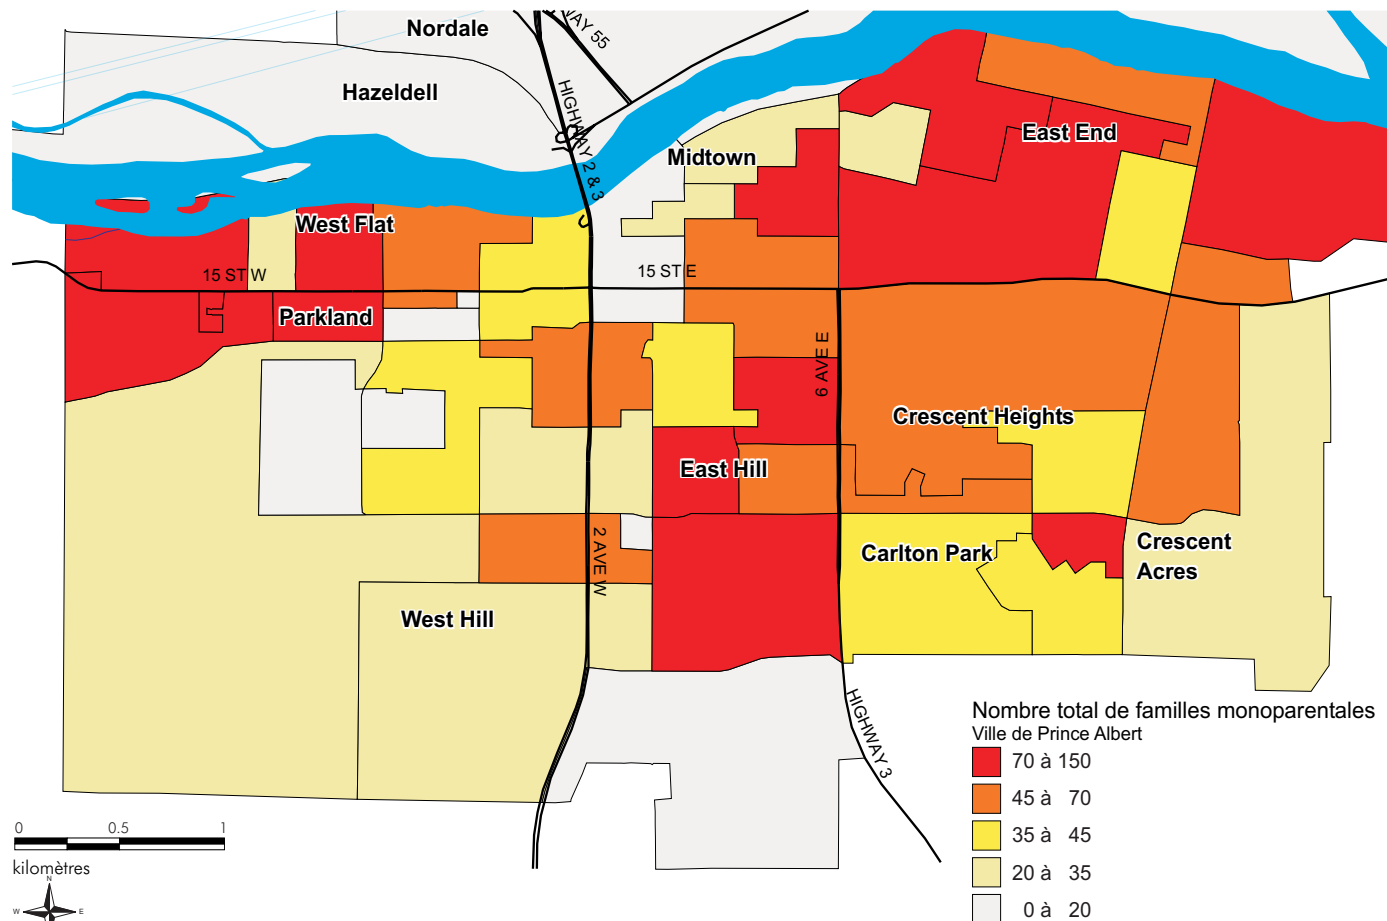 Nordale
WAY 55
Hazeldell
HIGHWAY 2 & 3
East End
Midtown
West Flat
15 ST W
15 ST E
Parkland
6 AVE E
Crescent Heights
East Hill
2 AVE W
Carlton Park
Crescent
Acres
West Hill
HIGHWAY 3
Nombre total de familles monoparentales
Ville de Prince Albert
70 à 150
45 à 70
35 à 45
20 à 35
0 à 20
0 0.5 1
kilomètres
N
W E